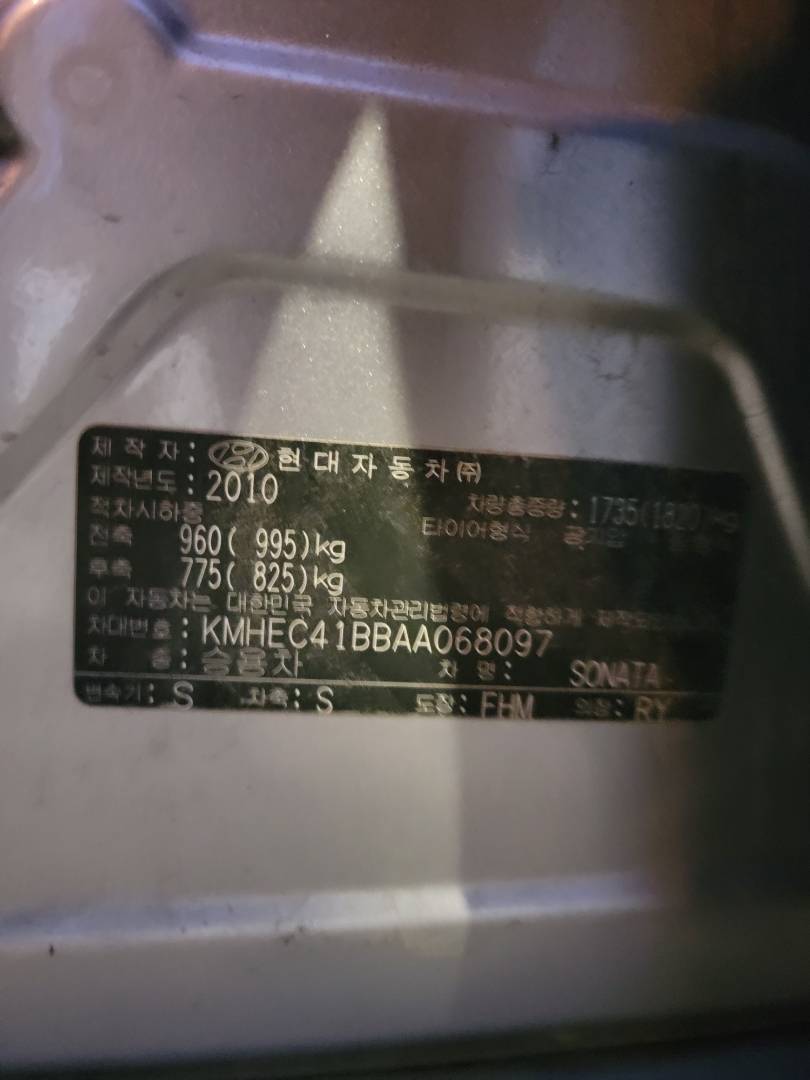 제 작 자 : 현 대 자 동 차 ㈜
제작년도 : 2010 차량총중량 : 1735(1820)kg
적차시하중 타이어형식 공기압
전축 960( 995)kg
후축 775( 825)kg
이 자동차는 대한민국 자동차관리법령에 적합하게 제작되
차대번호 : KMHEC41BBAA068097
차 종 : 승용차 차 명 : SONATA
변속기 : S 차축 : S 도장 : FHM 의장 : RY